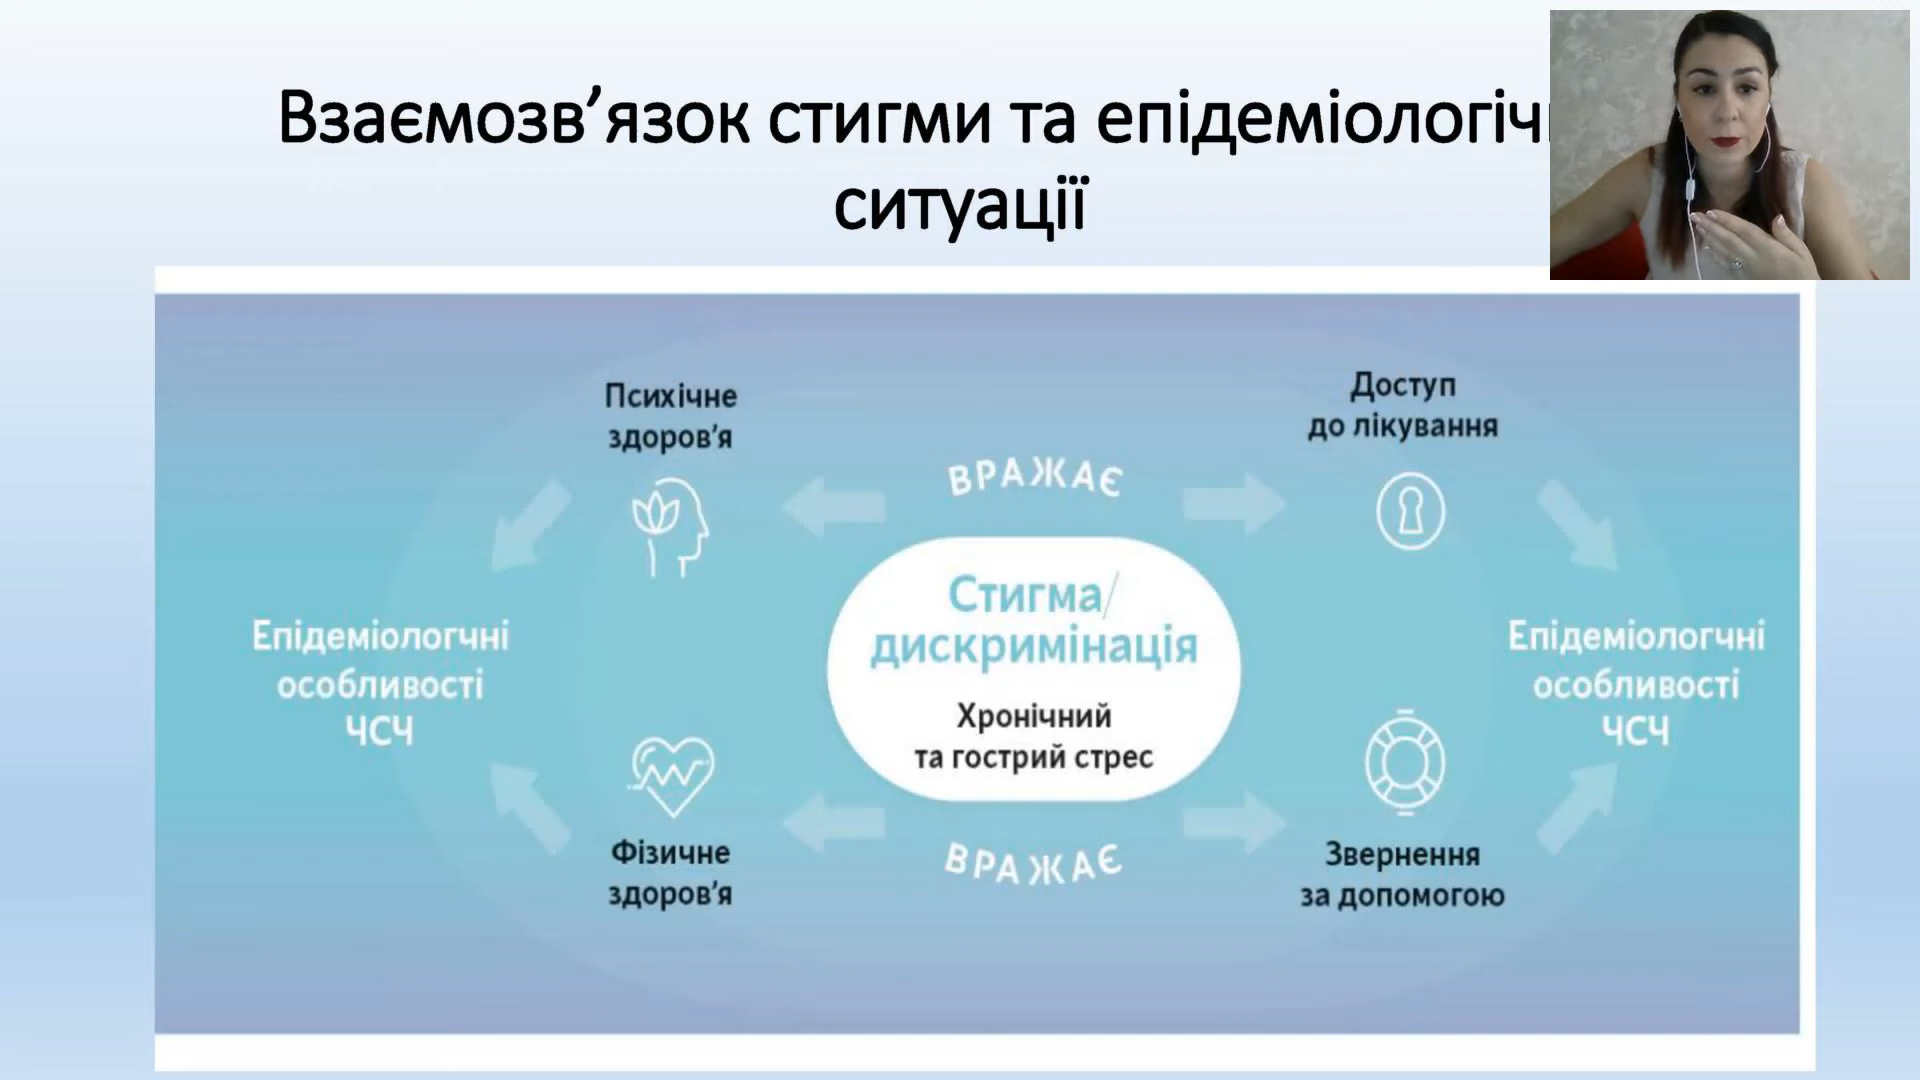 Взаємозв’язок стигми та
ситуації
Психічне
здоров’я
Доступ
до лікування
ВРАЖАЄ
Стигма/
дискримінація
Хронічний
та гострий стрес
Епідеміологчні
особливості
ЧСЧ
Епідеміологчні
особливості
ЧСЧ
Фізичне
здоров’я
ВРАЖАЄ
Звернення
за допомогою